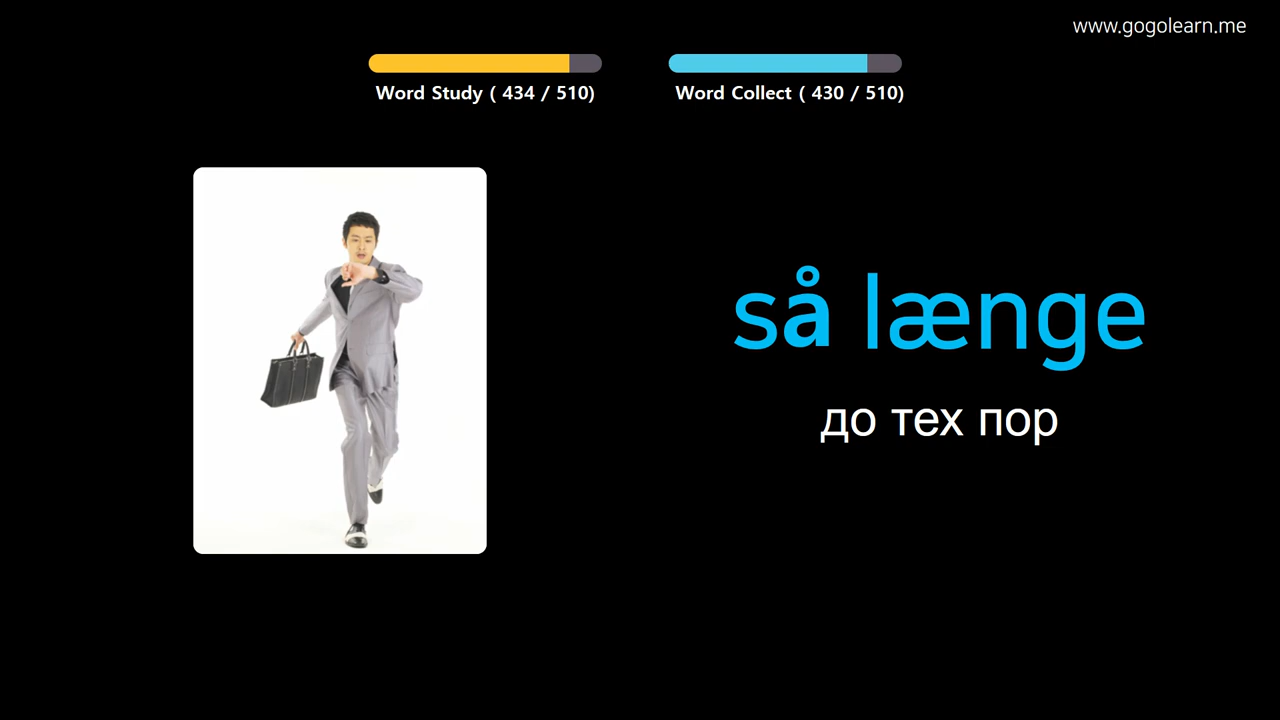 www.gogolearn.me
Word Study ( 434 / 510)
Word Collect ( 430 / 510)
så længe
до тех пор